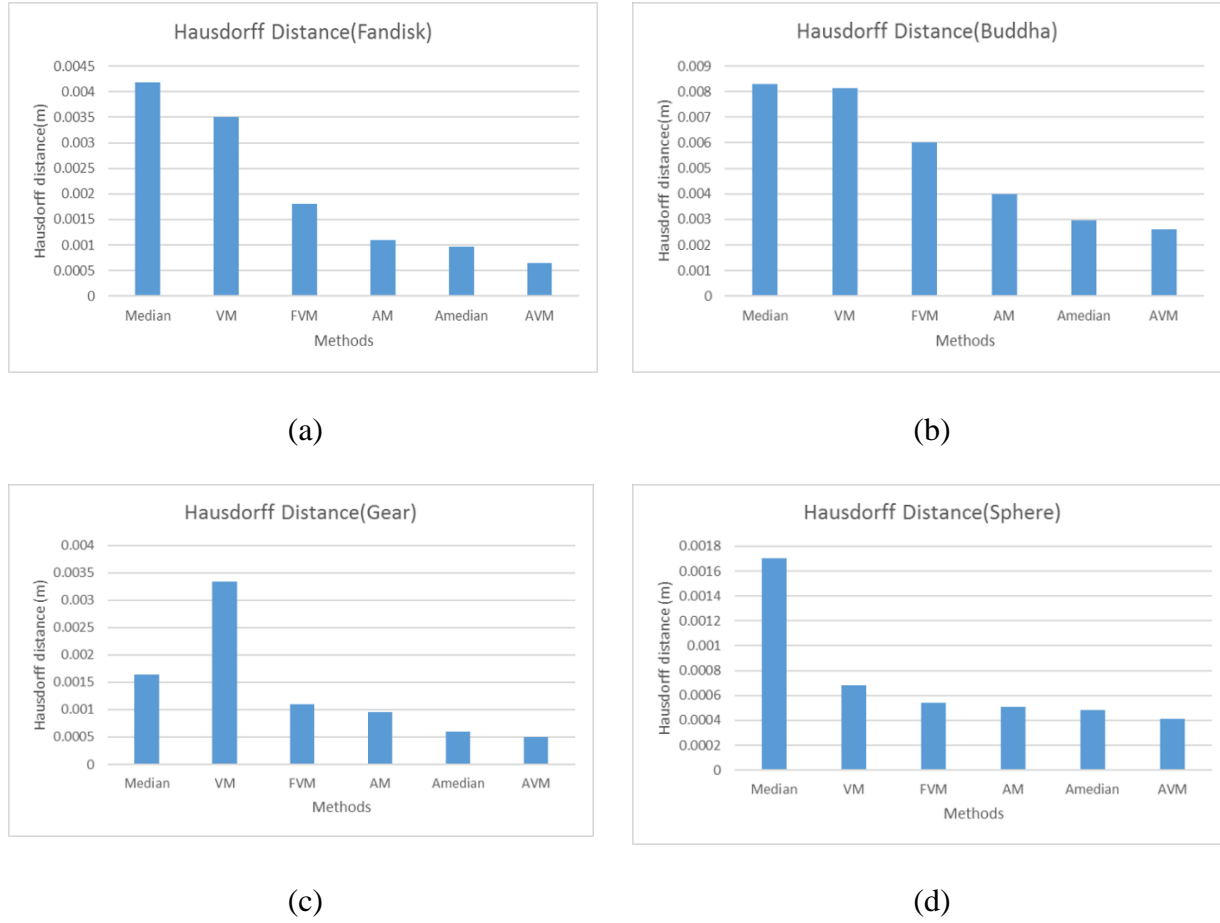 Hausdorff Distance(Fandisk)
Hausdorff distance(m)
0.0045
0.004
0.0035
0.003
0.0025
0.002
0.0015
0.001
0.0005
0
Median VM FVM AM Amedian AVM
Methods
(a)
Hausdorff Distance(Buddha)
Hausdorff distancec(m)
0.009
0.008
0.007
0.006
0.005
0.004
0.003
0.002
0.001
0
Median VM FVM AM Amedian AVM
Methods
(b)
Hausdorff Distance(Gear)
Hausdorff distance (m)
0.004
0.0035
0.003
0.0025
0.002
0.0015
0.001
0.0005
0
Median VM FVM AM Amedian AVM
Methods
(c)
Hausdorff Distance(Sphere)
Hausdorff distance (m)
0.0018
0.0016
0.0014
0.0012
0.001
0.0008
0.0006
0.0004
0.0002
0
Median VM FVM AM Amedian AVM
Methods
(d)